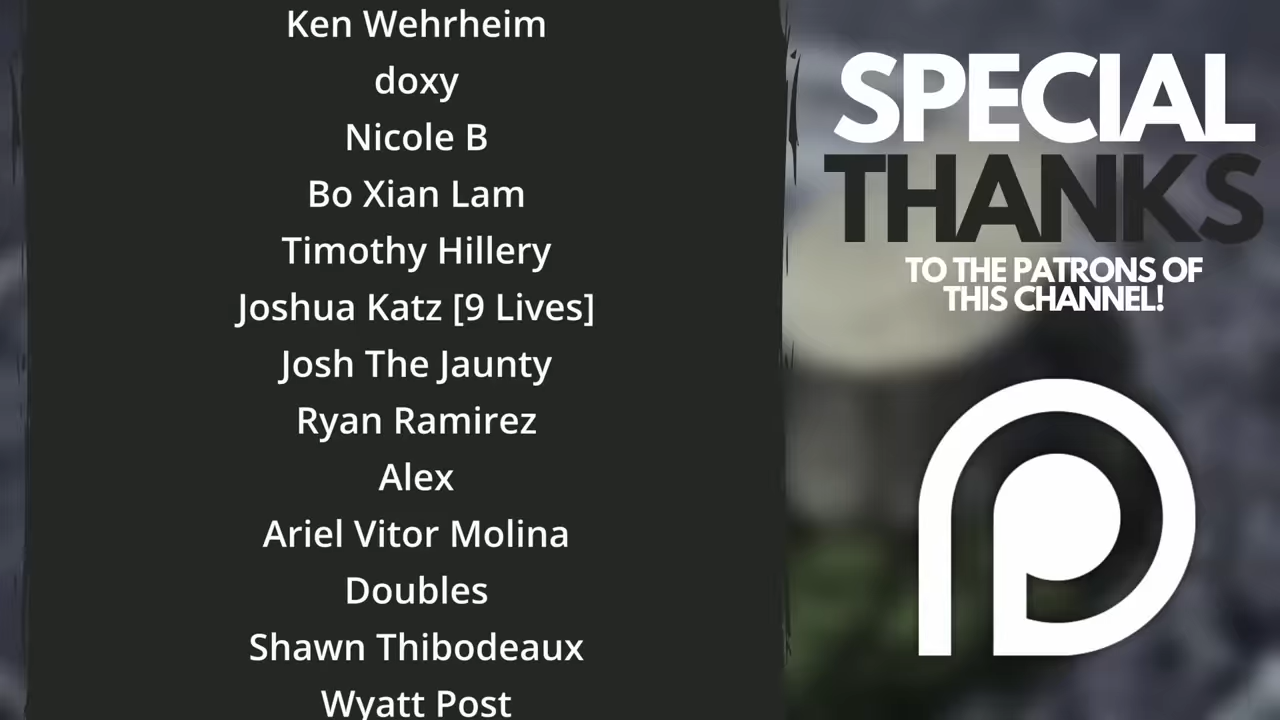 Ken Wehrheim
doxy
Nicole B
Bo Xian Lam
Timothy Hillery
Joshua Katz [9 Lives]
Josh The Jaunty
Ryan Ramirez
Alex
Ariel Vitor Molina
Doubles
Shawn Thibodeaux
Wyatt Post
SPECIAL
THANKS
TO THE PATRONS OF
THIS CHANNEL!